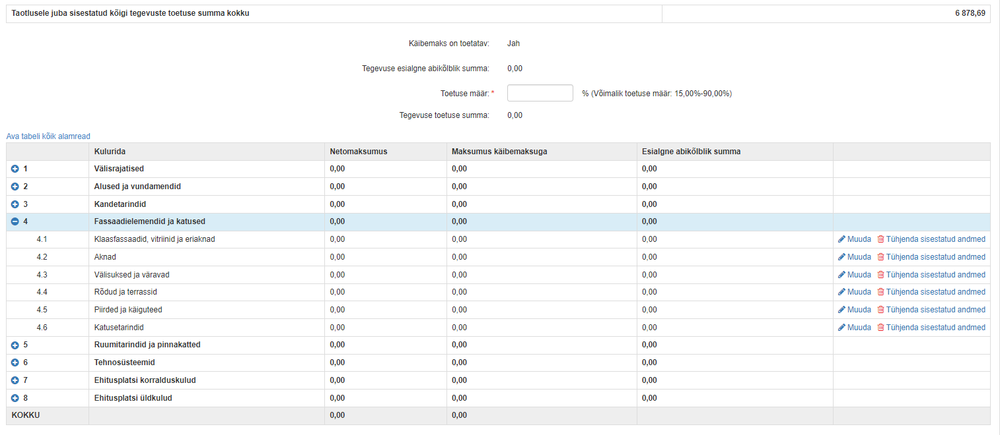 Taotlusele juba sisestatud kõigi tegevuste toetuse summa kokku 6 878,69
Käibemaks on toetatav: Jah
Tegevuse esialgne abikõlblik summa: 0,00
Toetuse määr:* % (Võimalik toetuse määr: 15,00%-90,00%)
Tegevuse toetuse summa: 0,00
Ava tabeli kõik alamread
Kulurida Netomaksumus Maksumus käibemaksuga Esialgne abikõlblik summa
1 Välisrajatised 0,00 0,00 0,00
2 Alused ja vundamendid 0,00 0,00 0,00
3 Kandetarindid 0,00 0,00 0,00
4 Fassaadielemendid ja katused 0,00 0,00 0,00
4.1 Klaasfassaadid, vitriinid ja eriaknad 0,00 0,00 0,00 Muuda Tühjenda sisestatud andmed
4.2 Aknad 0,00 0,00 0,00 Muuda Tühjenda sisestatud andmed
4.3 Välisuksed ja väravad 0,00 0,00 0,00 Muuda Tühjenda sisestatud andmed
4.4 Rõdud ja terrassid 0,00 0,00 0,00 Muuda Tühjenda sisestatud andmed
4.5 Piirded ja käiguteed 0,00 0,00 0,00 Muuda Tühjenda sisestatud andmed
4.6 Katusetarindid 0,00 0,00 0,00 Muuda Tühjenda sisestatud andmed
5 Ruumitarindid ja pinnakatted 0,00 0,00 0,00
6 Tehnosüsteemid 0,00 0,00 0,00
7 Ehitusplatsi korralduskulud 0,00 0,00 0,00
8 Ehitusplatsi üldkulud 0,00 0,00 0,00
KOKKU 0,00 0,00